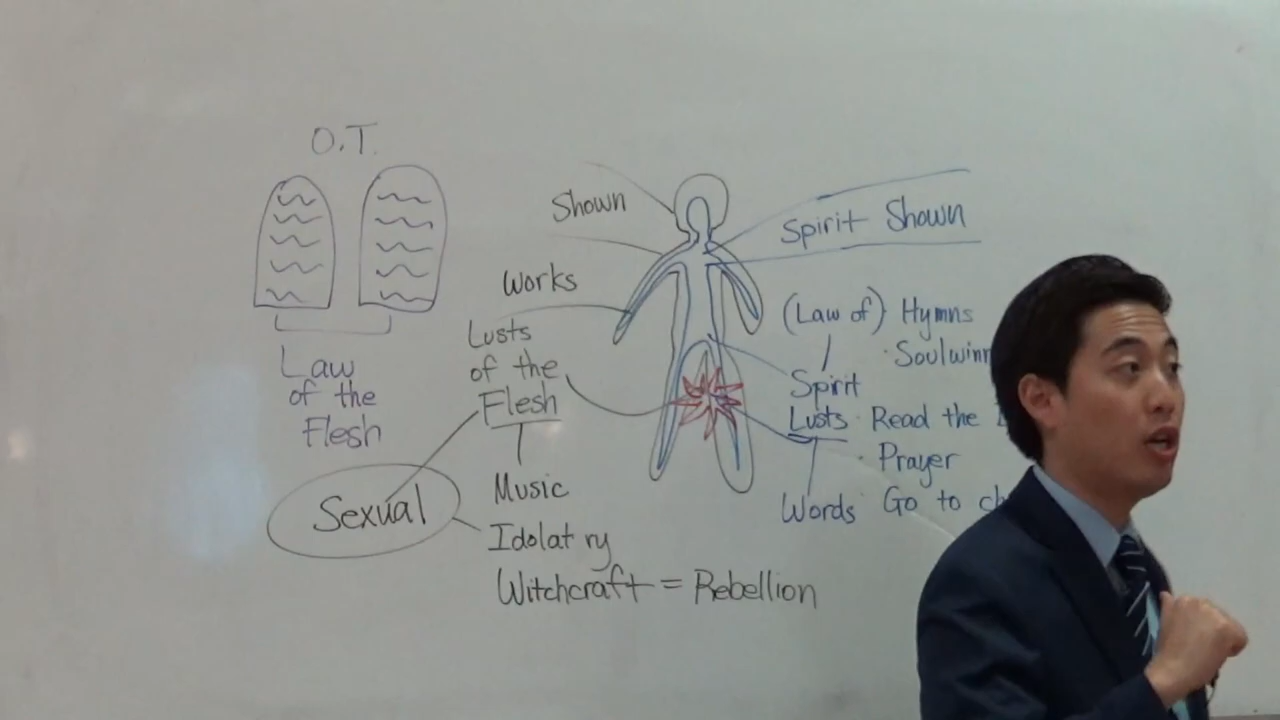 O.T.
Law
of the
Flesh
Shown
Works
Lusts
of the
Flesh
Sexual
Music
Idolatry
Witchcraft = Rebellion
Spirit Shown
(Law of) Hymns
· Soulwinn
Spirit
Lusts · Read the
· Prayer
Words · Go to ch